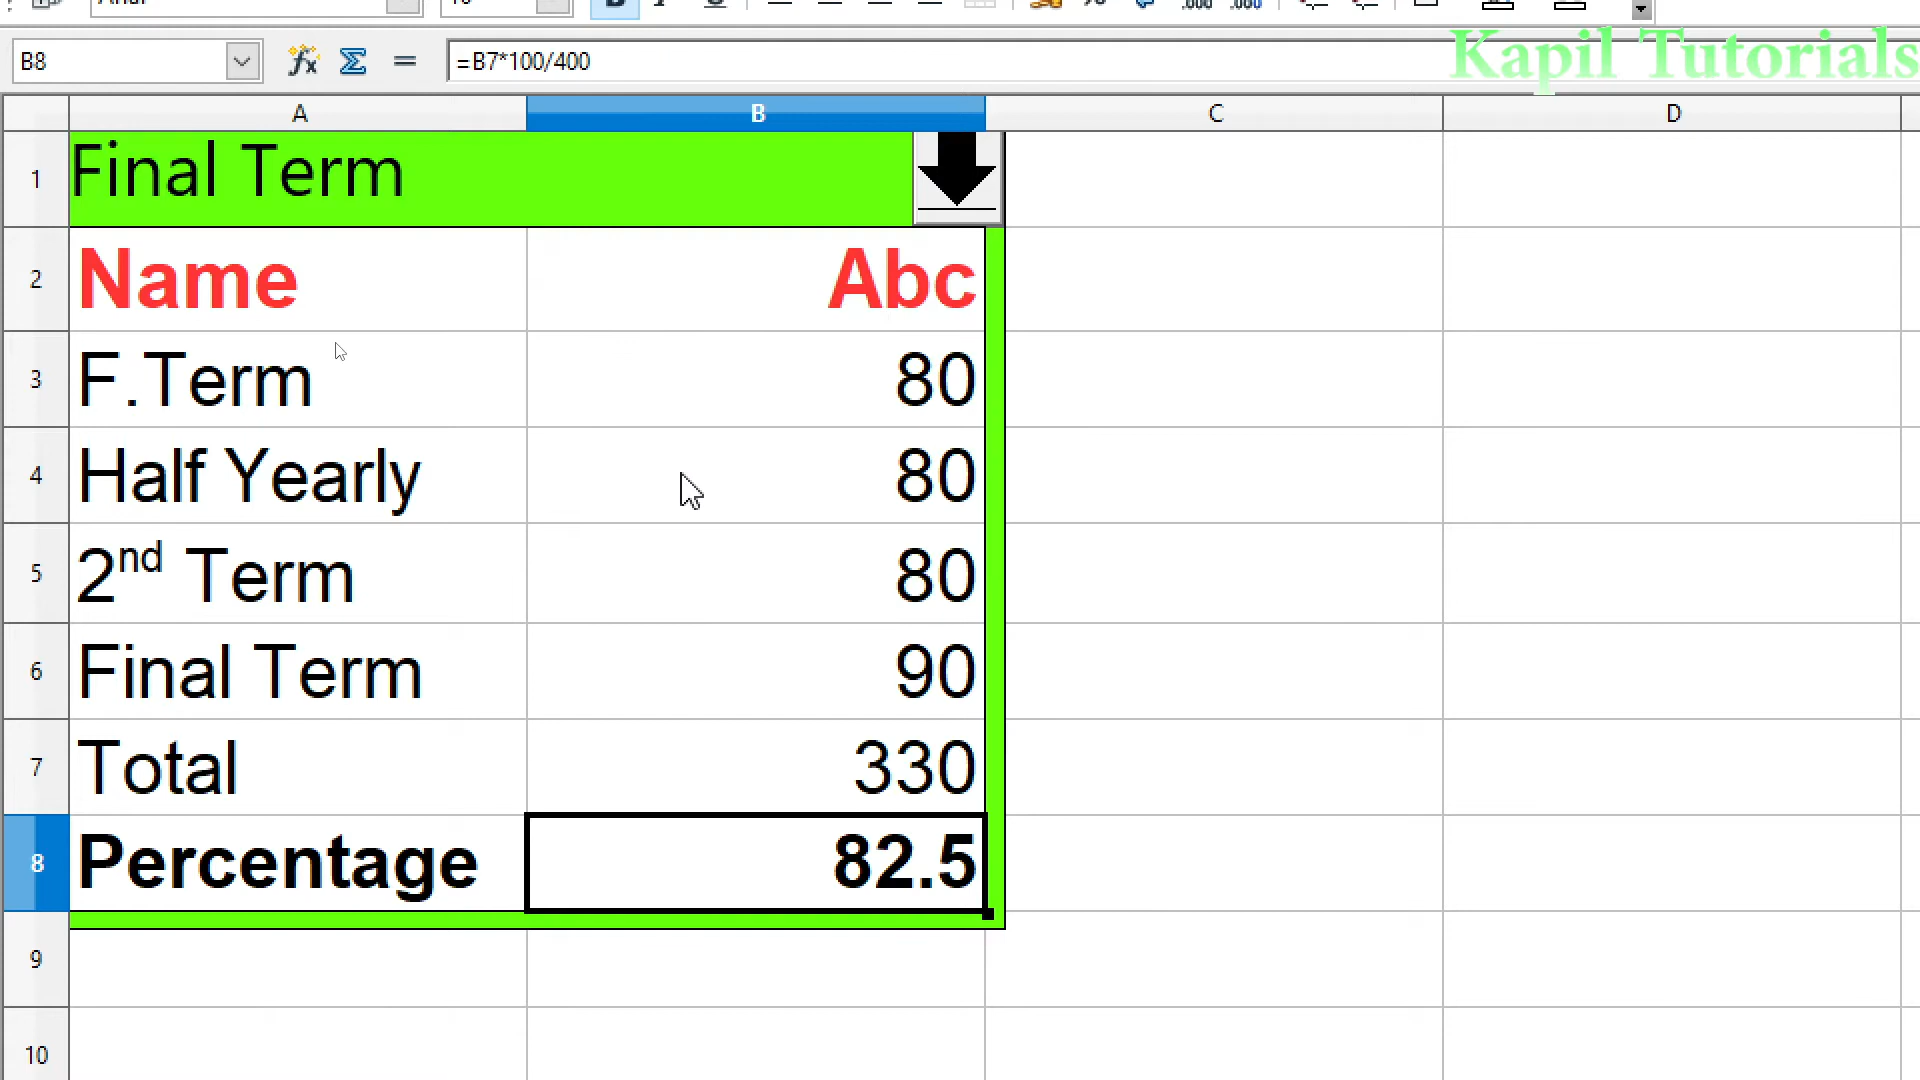 B8 =B7*100/400
Kapil Tutorials
A B C D
1 Final Term
2 Name Abc
3 F.Term 80
4 Half Yearly 80
5 2nd Term 80
6 Final Term 90
7 Total 330
8 Percentage 82.5
9
10